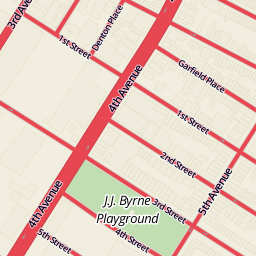 3rd Ave
Denton Place
1st Street
Garfield Place
4th Avenue
1st Street
2nd Street
5th Avenue
4th Avenue
J.J. Byrne
Playground
3rd Street
4th Street
5th Street